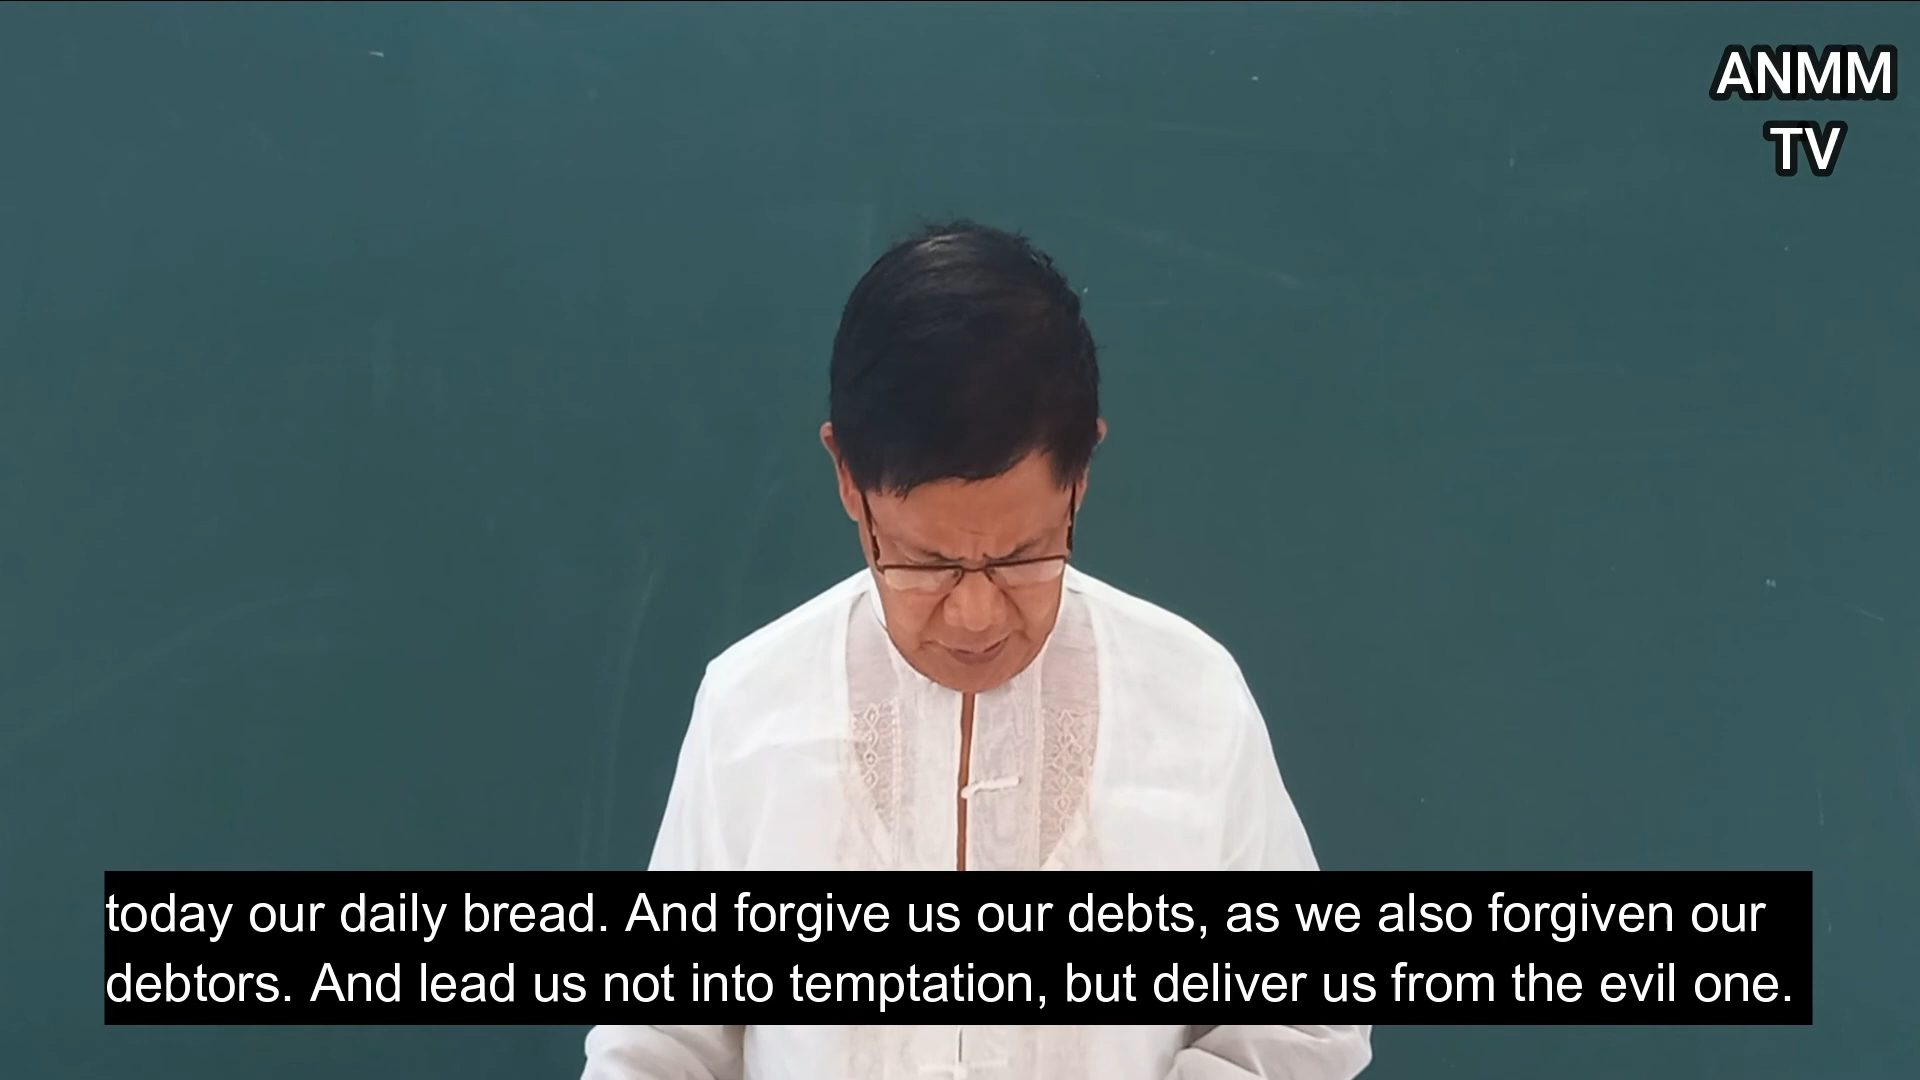 ANMM
TV
today our daily bread. And forgive us our debts, as we also forgiven our
debtors. And lead us not into temptation, but deliver us from the evil one.